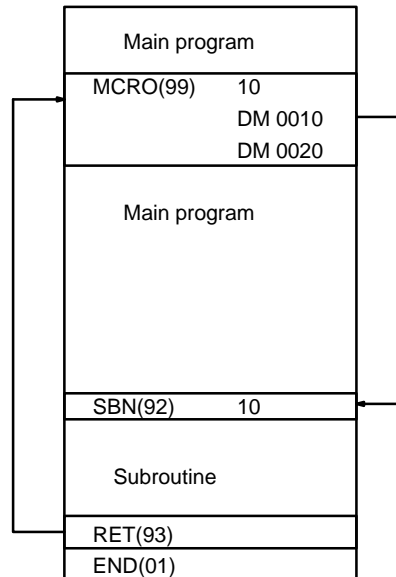 Main program
MCRO(99) 10
DM 0010
DM 0020
Main program
SBN(92) 10
Subroutine
RET(93)
END(01)